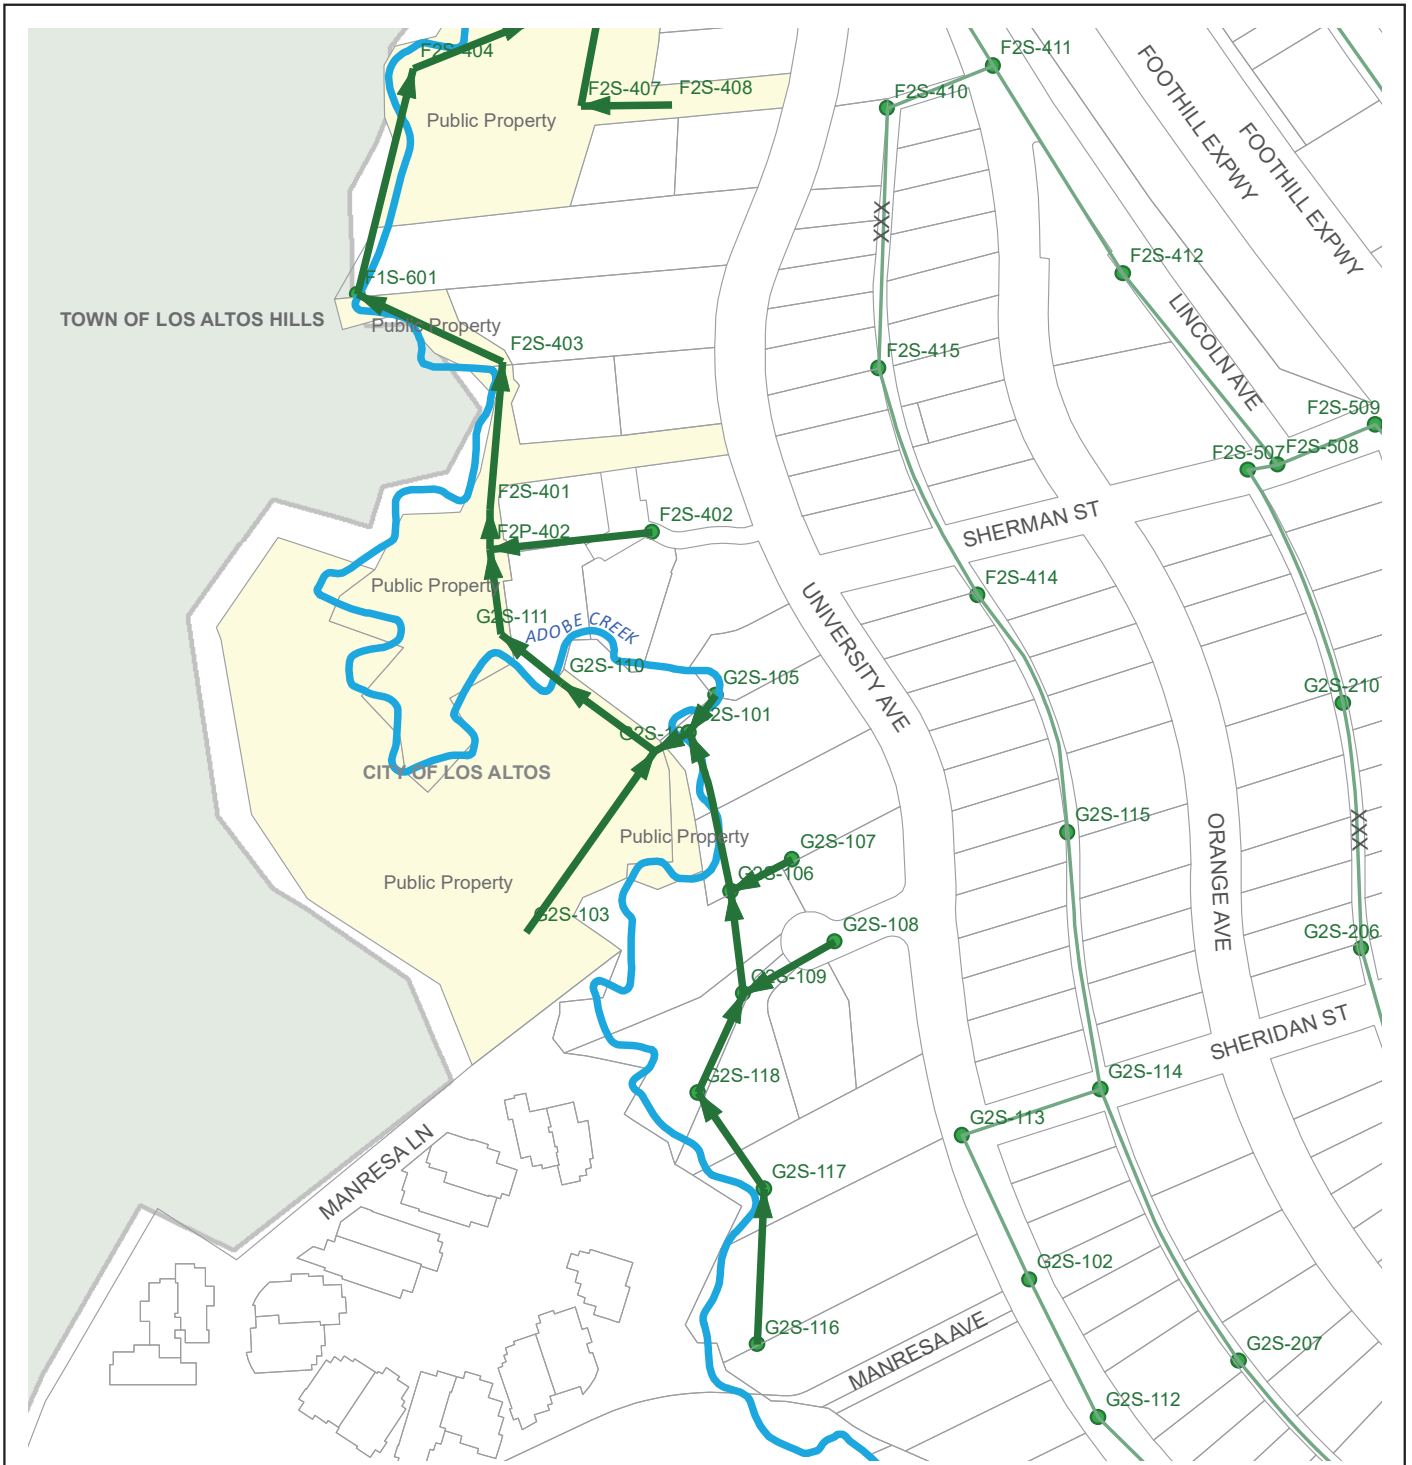 F2S-404
F2S-411
F2S-407
F2S-408
F2S-410
FOOTHILL EXPWY
FOOTHILL EXPWY
Public Property
XXX
F2S-412
F1S-601
TOWN OF LOS ALTOS HILLS
Public Property
F2S-403
F2S-415
LINCOLN AVE
F2S-509
F2S-507
F2S-508
F2S-401
F2S-402
F2P-402
SHERMAN ST
Public Property
F2S-414
G2S-111
ADOBE CREEK
UNIVERSITY AVE
G2S-110
G2S-105
G2S-210
G2S-101
CITY OF LOS ALTOS
Public Property
G2S-115
ORANGE AVE
XXX
G2S-107
G2S-106
Public Property
G2S-103
G2S-108
G2S-206
G2S-109
SHERIDAN ST
G2S-118
G2S-114
G2S-113
MANRESA LN
G2S-117
G2S-102
G2S-116
MANRESA AVE
G2S-207
G2S-112